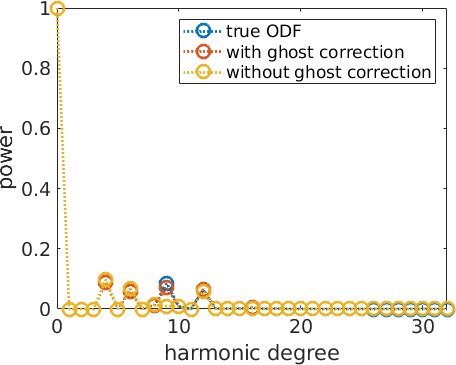 true ODF
with ghost correction
without ghost correction
1
0.8
0.6
0.4
0.2
0
power
0 10 20 30
harmonic degree